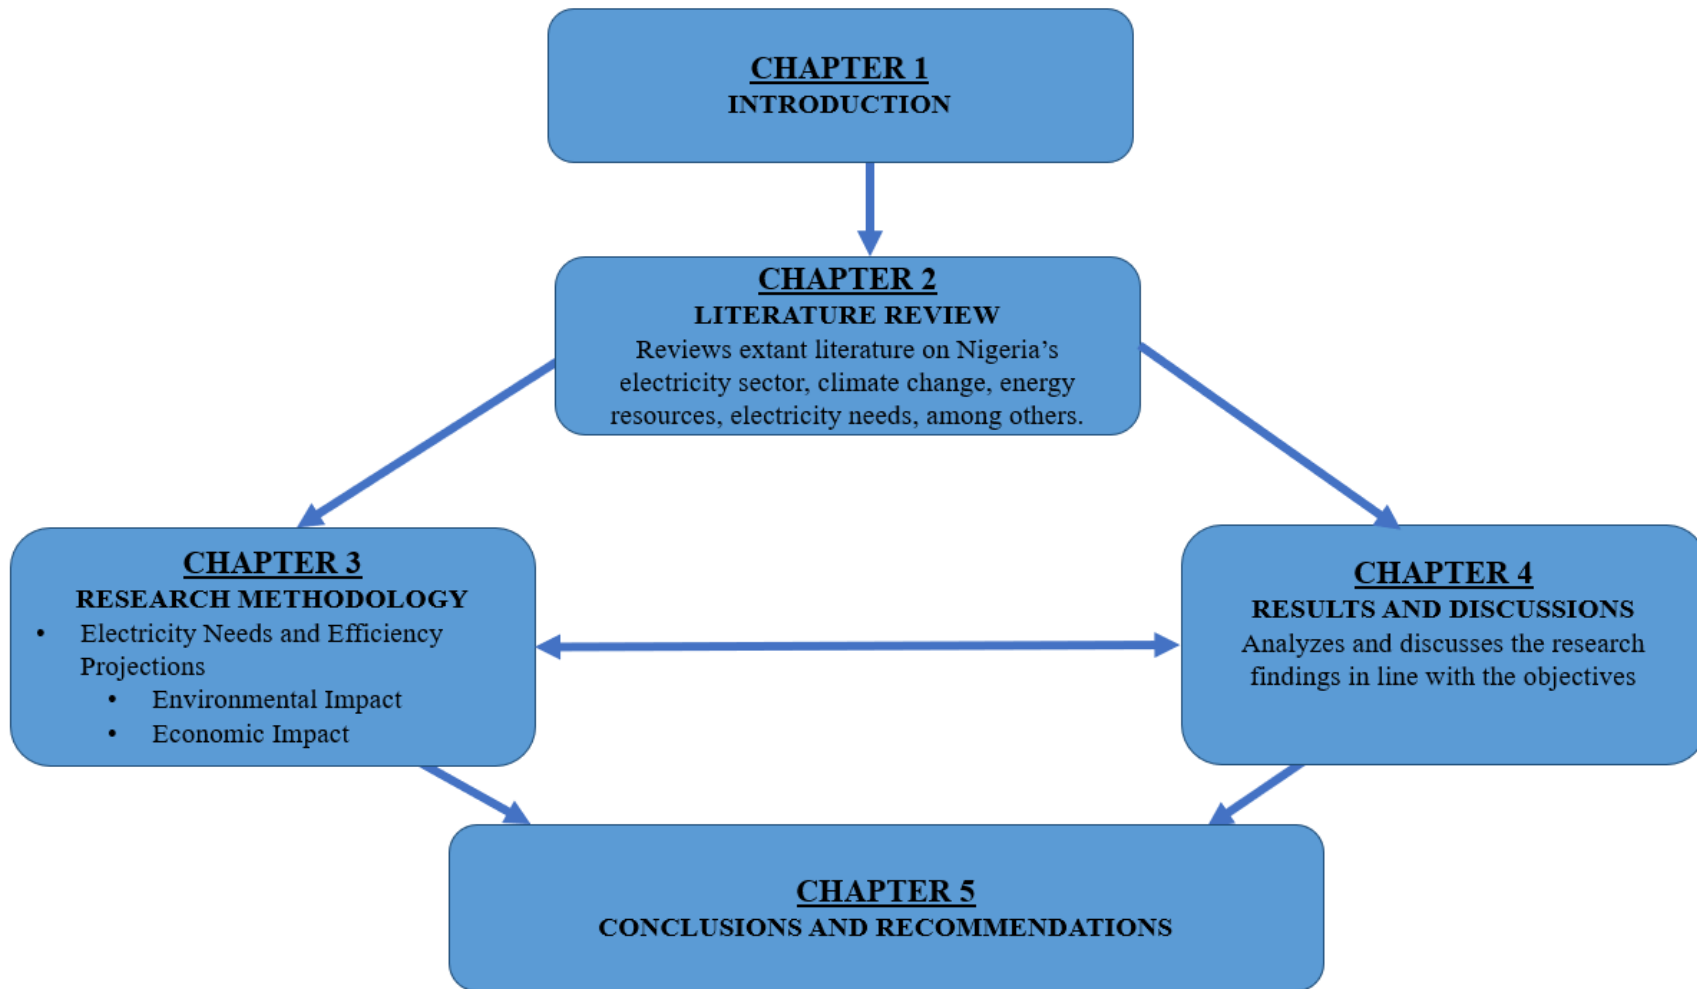 CHAPTER 1
INTRODUCTION
CHAPTER 2
LITERATURE REVIEW
Reviews extant literature on Nigeria’s
electricity sector, climate change, energy
resources, electricity needs, among others.
CHAPTER 3
RESEARCH METHODOLOGY
• Electricity Needs and Efficiency
Projections
• Environmental Impact
• Economic Impact
CHAPTER 4
RESULTS AND DISCUSSIONS
Analyzes and discusses the research
findings in line with the objectives
CHAPTER 5
CONCLUSIONS AND RECOMMENDATIONS